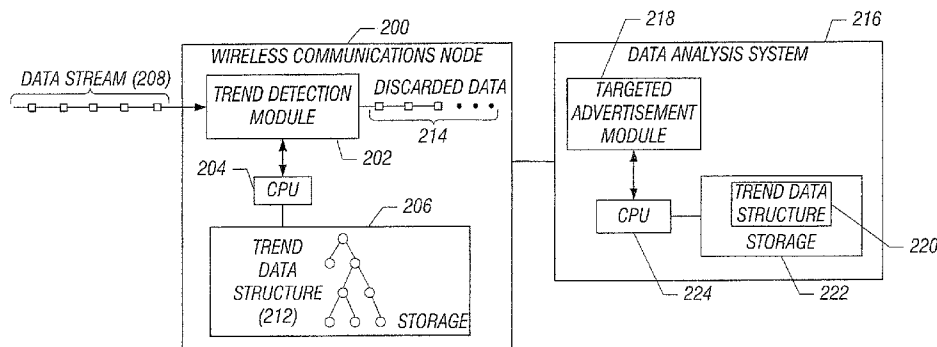 200
WIRELESS COMMUNICATIONS NODE
DATA STREAM (208)
TREND DETECTION
MODULE
DISCARDED DATA
214
202
204
CPU
206
TREND
DATA
STRUCTURE
(212)
STORAGE
218
216
DATA ANALYSIS SYSTEM
TARGETED
ADVERTISEMENT
MODULE
CPU
224
TREND DATA
STRUCTURE
STORAGE
220
222